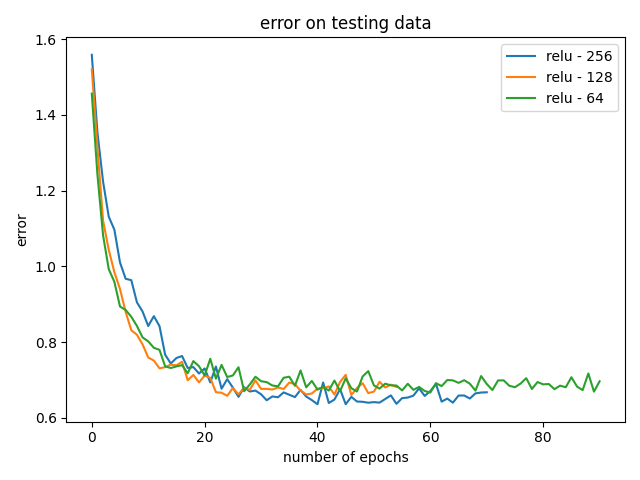 error on testing data
relu - 256
relu - 128
relu - 64
error
1.6
1.4
1.2
1.0
0.8
0.6
0
20
40
60
80
number of epochs